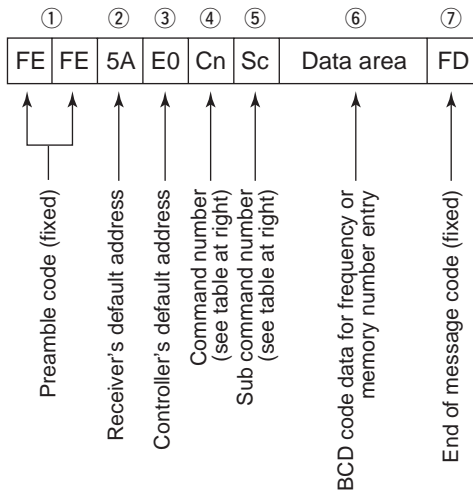 ① ② ③ ④ ⑤ ⑥ ⑦
FE FE 5A E0 Cn Sc Data area FD
Preamble code (fixed)
Receiver's default address
Controller's default address
Command number
(see table at right)
Sub command number
(see table at right)
BCD code data for frequency or
memory number entry
End of message code (fixed)